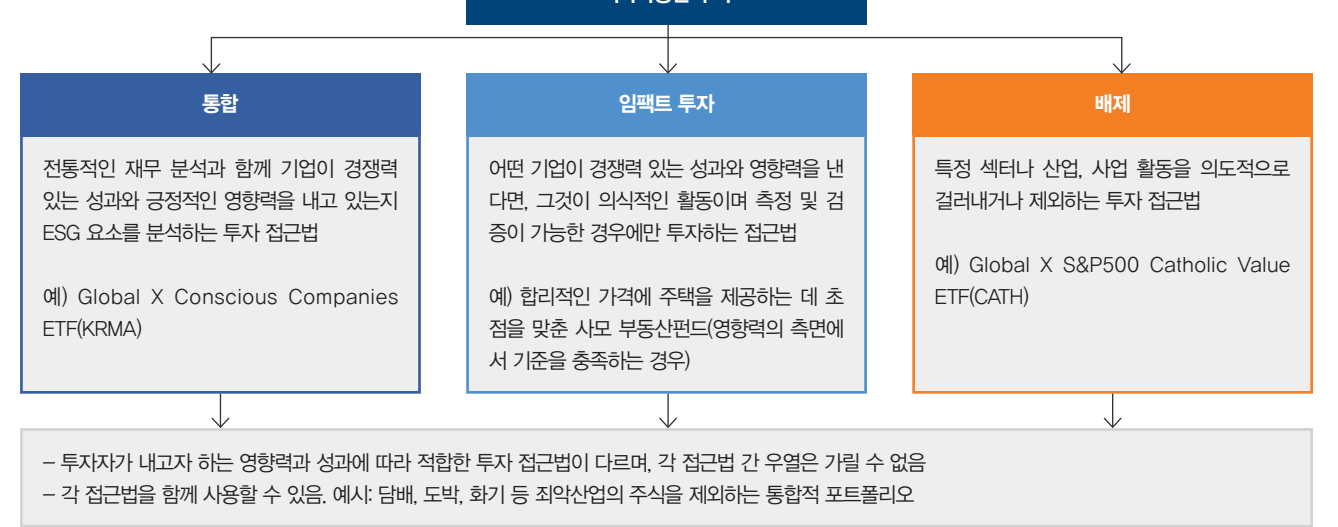 통합
전통적인 재무 분석과 함께 기업이 경쟁력
있는 성과와 긍정적인 영향력을 내고 있는지
ESG 요소를 분석하는 투자 접근법
예) Global X Conscious Companies
ETF(KRMA)
임팩트 투자
어떤 기업이 경쟁력 있는 성과와 영향력을 낸
다면, 그것이 의식적인 활동이며 측정 및 검
증이 가능한 경우에만 투자하는 접근법
예) 합리적인 가격에 주택을 제공하는 데 초
점을 맞춘 사모 부동산펀드(영향력의 측면에
서 기준을 충족하는 경우)
배제
특정 섹터나 산업, 사업 활동을 의도적으로
걸러내거나 제외하는 투자 접근법
예) Global X S&P500 Catholic Value
ETF(CATH)
– 투자자가 내고자 하는 영향력과 성과에 따라 적합한 투자 접근법이 다르며, 각 접근법 간 우열은 가릴 수 없음
– 각 접근법을 함께 사용할 수 있음. 예시: 담배, 도박, 화기 등 죄악산업의 주식을 제외하는 통합적 포트폴리오